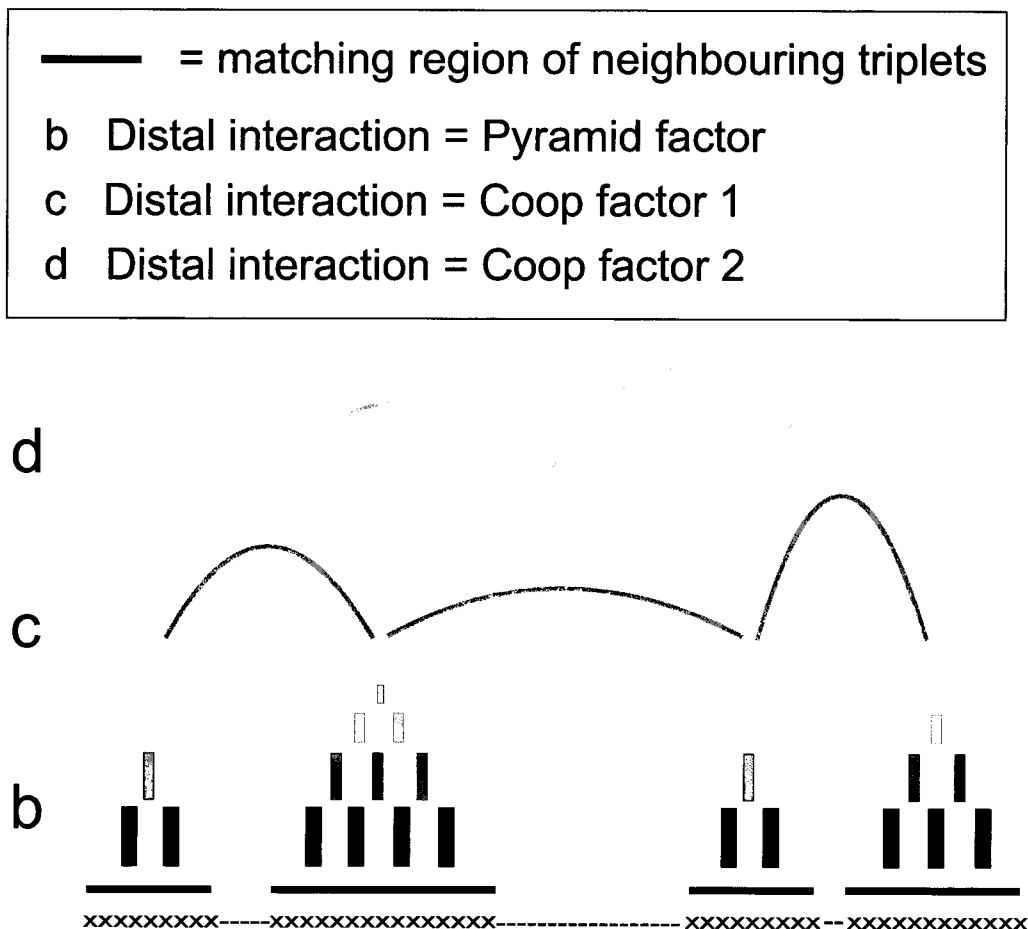 = matching region of neighbouring triplets
b Distal interaction = Pyramid factor
c Distal interaction = Coop factor 1
d Distal interaction = Coop factor 2
d
c
b
xxxxxxxxx-----xxxxxxxxxxxxxxx------------------xxxxxxxxx--xxxxxxxxxxxx